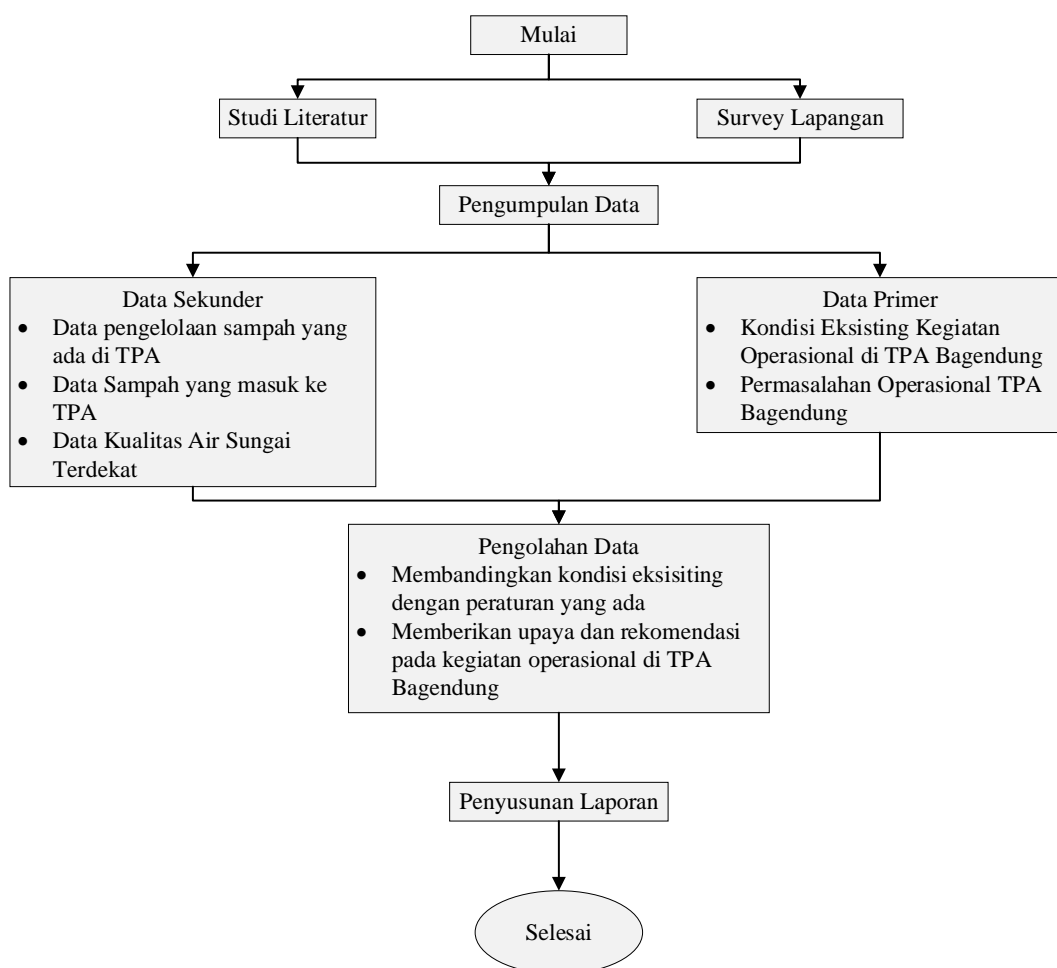 Mulai
Studi Literatur
Survey Lapangan
Pengumpulan Data
Data Sekunder
• Data pengelolaan sampah yang
ada di TPA
• Data Sampah yang masuk ke
TPA
• Data Kualitas Air Sungai
Terdekat
Data Primer
• Kondisi Eksisting Kegiatan
Operasional di TPA Bagendung
• Permasalahan Operasional TPA
Bagendung
Pengolahan Data
• Membandingkan kondisi eksisiting
dengan peraturan yang ada
• Memberikan upaya dan rekomendasi
pada kegiatan operasional di TPA
Bagendung
Penyusunan Laporan
Selesai